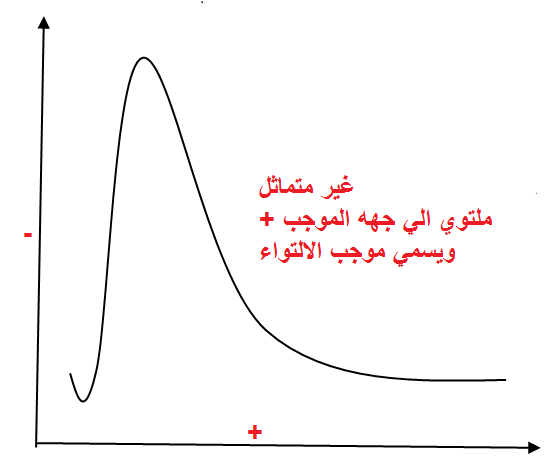 غير متماثل
ملتوي الي جهه الموجب +
ويسمي موجب الالتواء
-
+